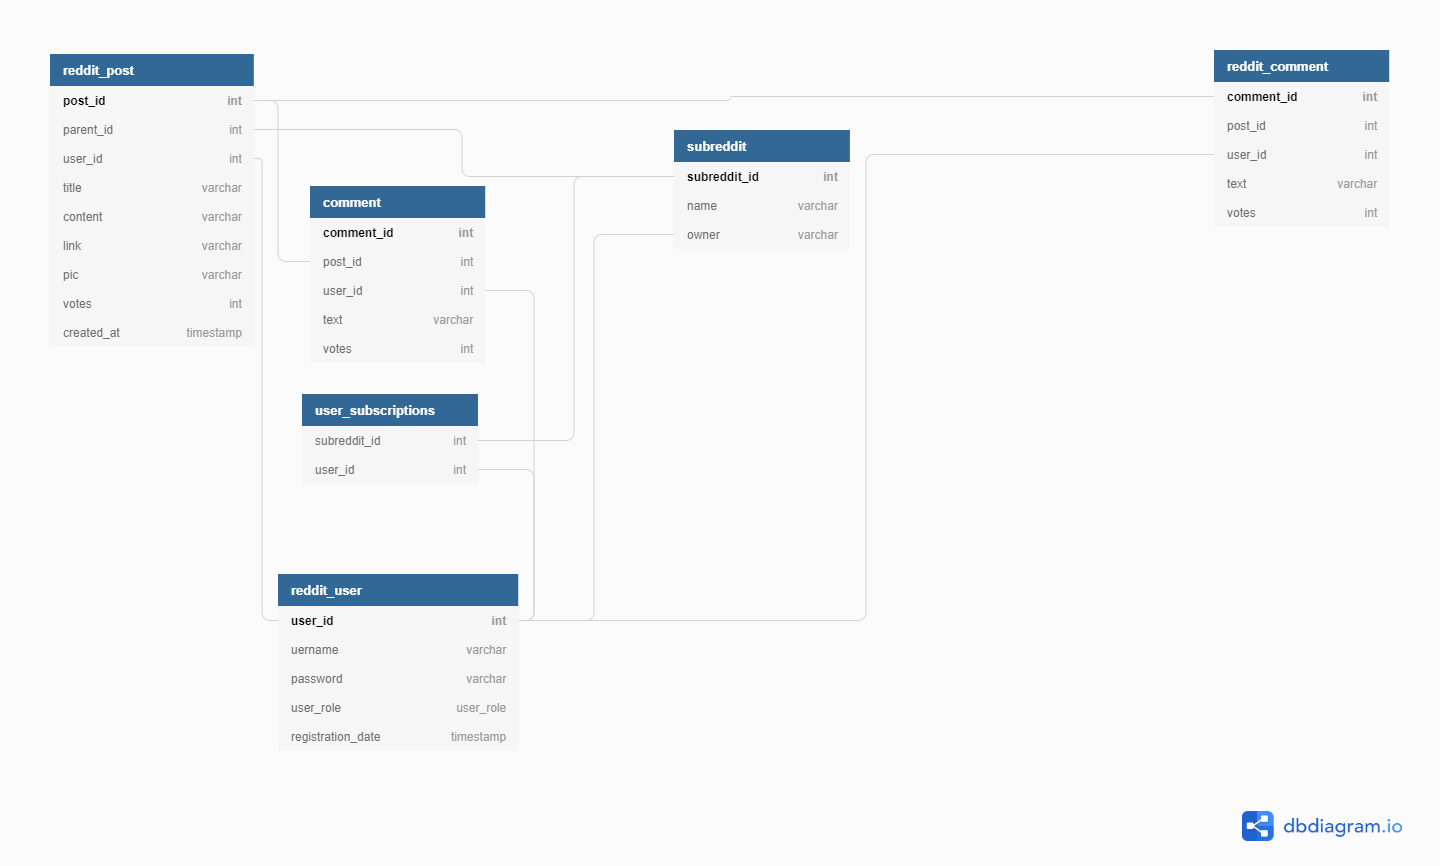 reddit_post
post_id int
parent_id int
user_id int
title varchar
content varchar
link varchar
pic varchar
votes int
created_at timestamp
comment
comment_id int
post_id int
user_id int
text varchar
votes int
user_subscriptions
subreddit_id int
user_id int
reddit_user
user_id int
uername varchar
password varchar
user_role user_role
registration_date timestamp
subreddit
subreddit_id int
name varchar
owner varchar
reddit_comment
comment_id int
post_id int
user_id int
text varchar
votes int
dbdiagram.io